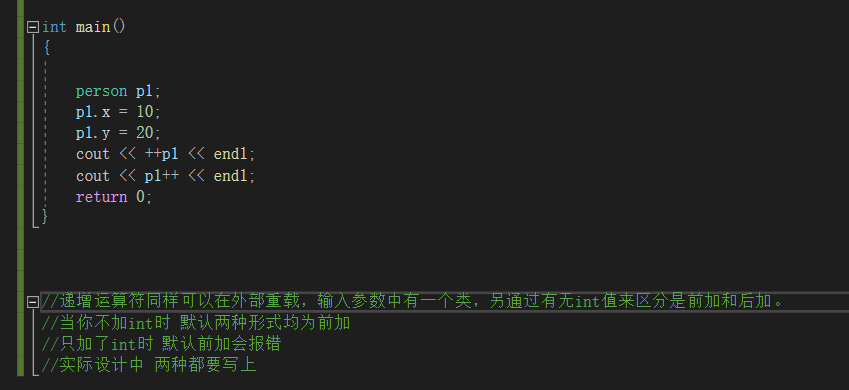 int main()
{
person p1;
p1.x = 10;
p1.y = 20;
cout << ++p1 << endl;
cout << p1++ << endl;
return 0;
}
//递增运算符同样可以在外部重载，输入参数中有一个类，另通过有无int值来区分是前加和后加。
//当你不加int时 默认两种形式均为前加
//只加了int时 默认前加会报错
//实际设计中 两种都要写上